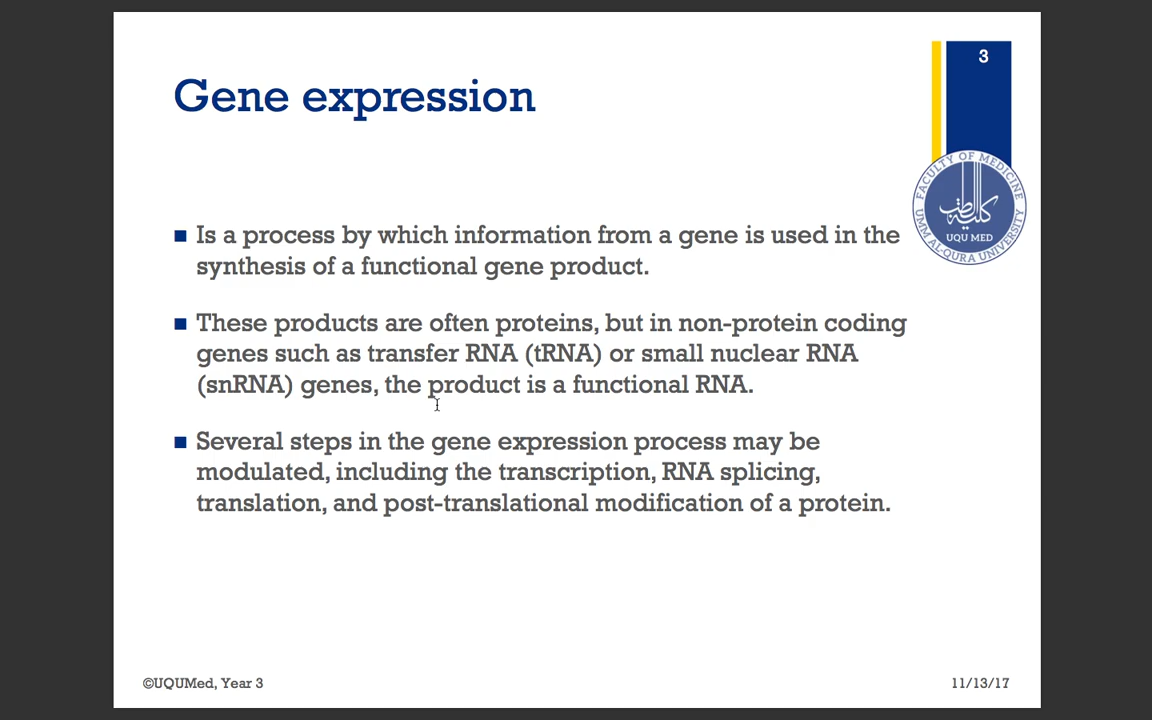 3
Gene expression
FACULTY OF MEDICINE
كلية الطب
UQU MED
UMM AL-QURA UNIVERSITY
Is a process by which information from a gene is used in the
synthesis of a functional gene product.
These products are often proteins, but in non-protein coding
genes such as transfer RNA (tRNA) or small nuclear RNA
(snRNA) genes, the product is a functional RNA.
Several steps in the gene expression process may be
modulated, including the transcription, RNA splicing,
translation, and post-translational modification of a protein.
©UQUMed, Year 3
11/13/17